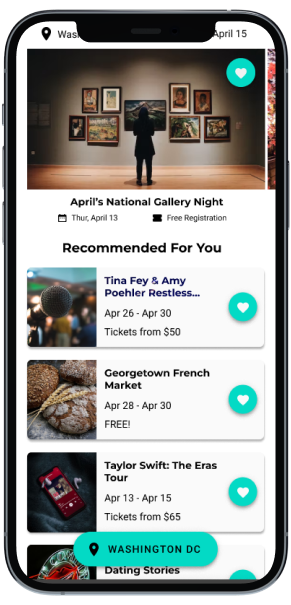 April 15
April's National Gallery Night
Thur, April 13 Free Registration
Recommended For You
Tina Fey & Amy
Poehler Restless...
Apr 26 - Apr 30
Tickets from $50
Georgetown French
Market
Apr 28 - Apr 30
FREE!
Taylor Swift: The Eras
Tour
Apr 13 - Apr 15
Tickets from $65
WASHINGTON DC
Dating Stories